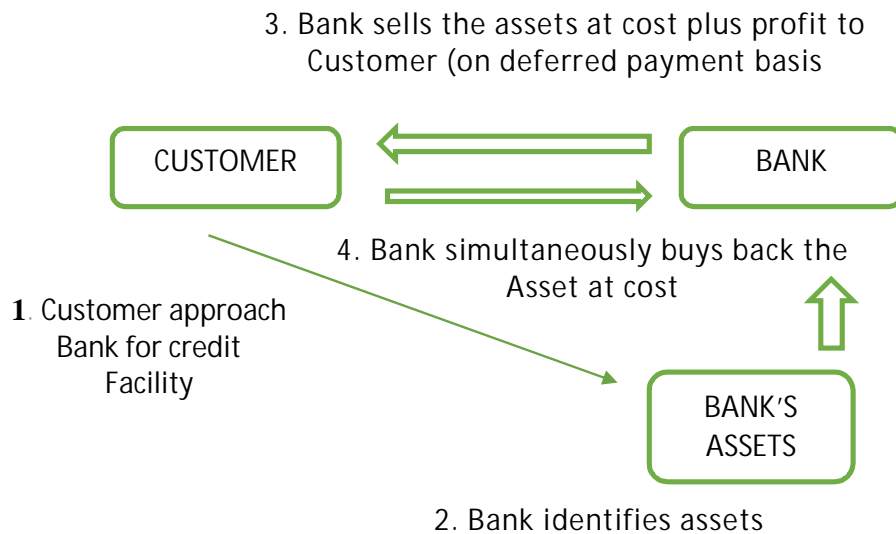 3. Bank sells the assets at cost plus profit to
Customer (on deferred payment basis
CUSTOMER
BANK
4. Bank simultaneously buys back the
Asset at cost
1. Customer approach
Bank for credit
Facility
BANK'S
ASSETS
2. Bank identifies assets